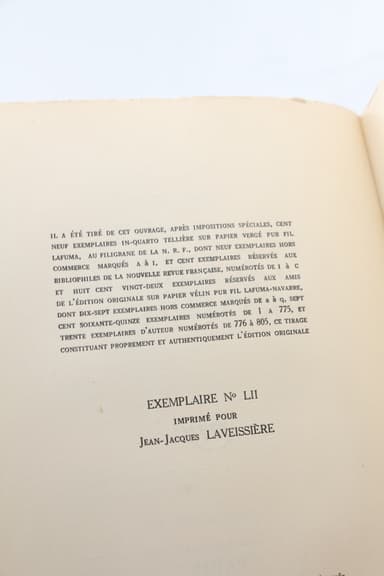 IL A ÉTÉ TIRÉ DE CET OUVRAGE, APRÈS IMPOSITIONS SPÉCIALES, CENT
NEUF EXEMPLAIRES IN-QUARTO TELLIÈRE SUR PAPIER VERGÉ PUR FIL
LAFUMA, AU FILIGRANE DE LA N. R. F., DONT NEUF EXEMPLAIRES HORS
COMMERCE MARQUÉS A A I, ET CENT EXEMPLAIRES RÉSERVÉS AUX
BIBLIOPHILES DE LA NOUVELLE REVUE FRANÇAISE, NUMÉROTÉS DE I A C
ET HUIT CENT VINGT-DEUX EXEMPLAIRES RÉSERVÉS AUX AMIS
DE L'ÉDITION ORIGINALE SUR PAPIER VÉLIN PUR FIL LAFUMA-NAVARRE,
DONT DIX-SEPT EXEMPLAIRES HORS COMMERCE MARQUÉS DE a à q, SEPT
CENT SOIXANTE-QUINZE EXEMPLAIRES NUMÉROTÉS DE 1 A 775, ET
TRENTE EXEMPLAIRES D'AUTEUR NUMÉROTÉS DE 776 à 805, CE TIRAGE
CONSTITUANT PROPREMENT ET AUTHENTIQUEMENT L'ÉDITION ORIGINALE
EXEMPLAIRE No LII
IMPRIMÉ POUR
JEAN-JACQUES LAVEISSIÈRE